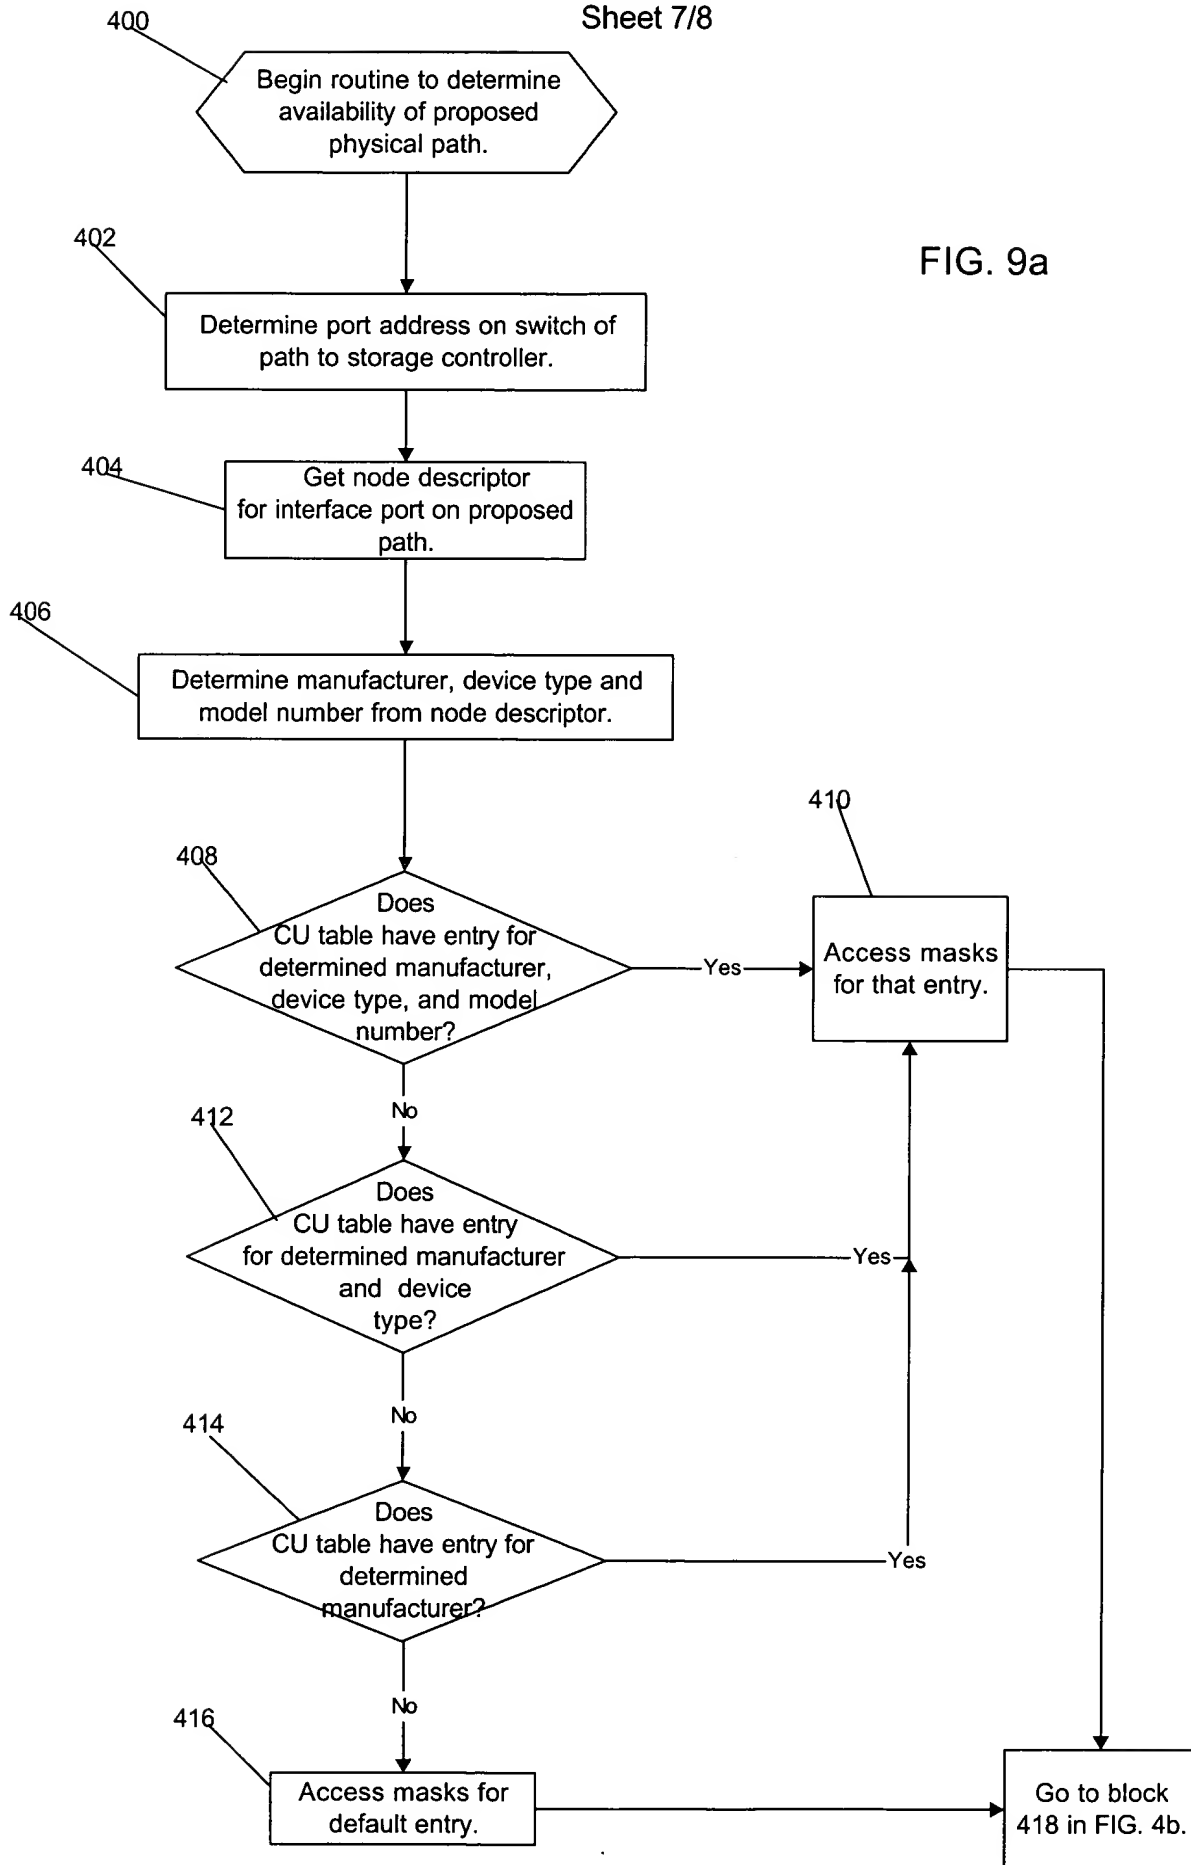 Sheet 7/8
400
Begin routine to determine
availability of proposed
physical path.
402
FIG. 9a
Determine port address on switch of
path to storage controller.
404
Get node descriptor
for interface port on proposed
path.
406
Determine manufacturer, device type and
model number from node descriptor.
410
408
Does
CU table have entry for
determined manufacturer,
device type, and model
number?
Yes
Access masks
for that entry.
No
412
Does
CU table have entry
for determined manufacturer
and device
type?
Yes
No
414
Does
CU table have entry for
determined
manufacturer?
Yes
No
416
Access masks for
default entry.
Go to block
418 in FIG. 4b.